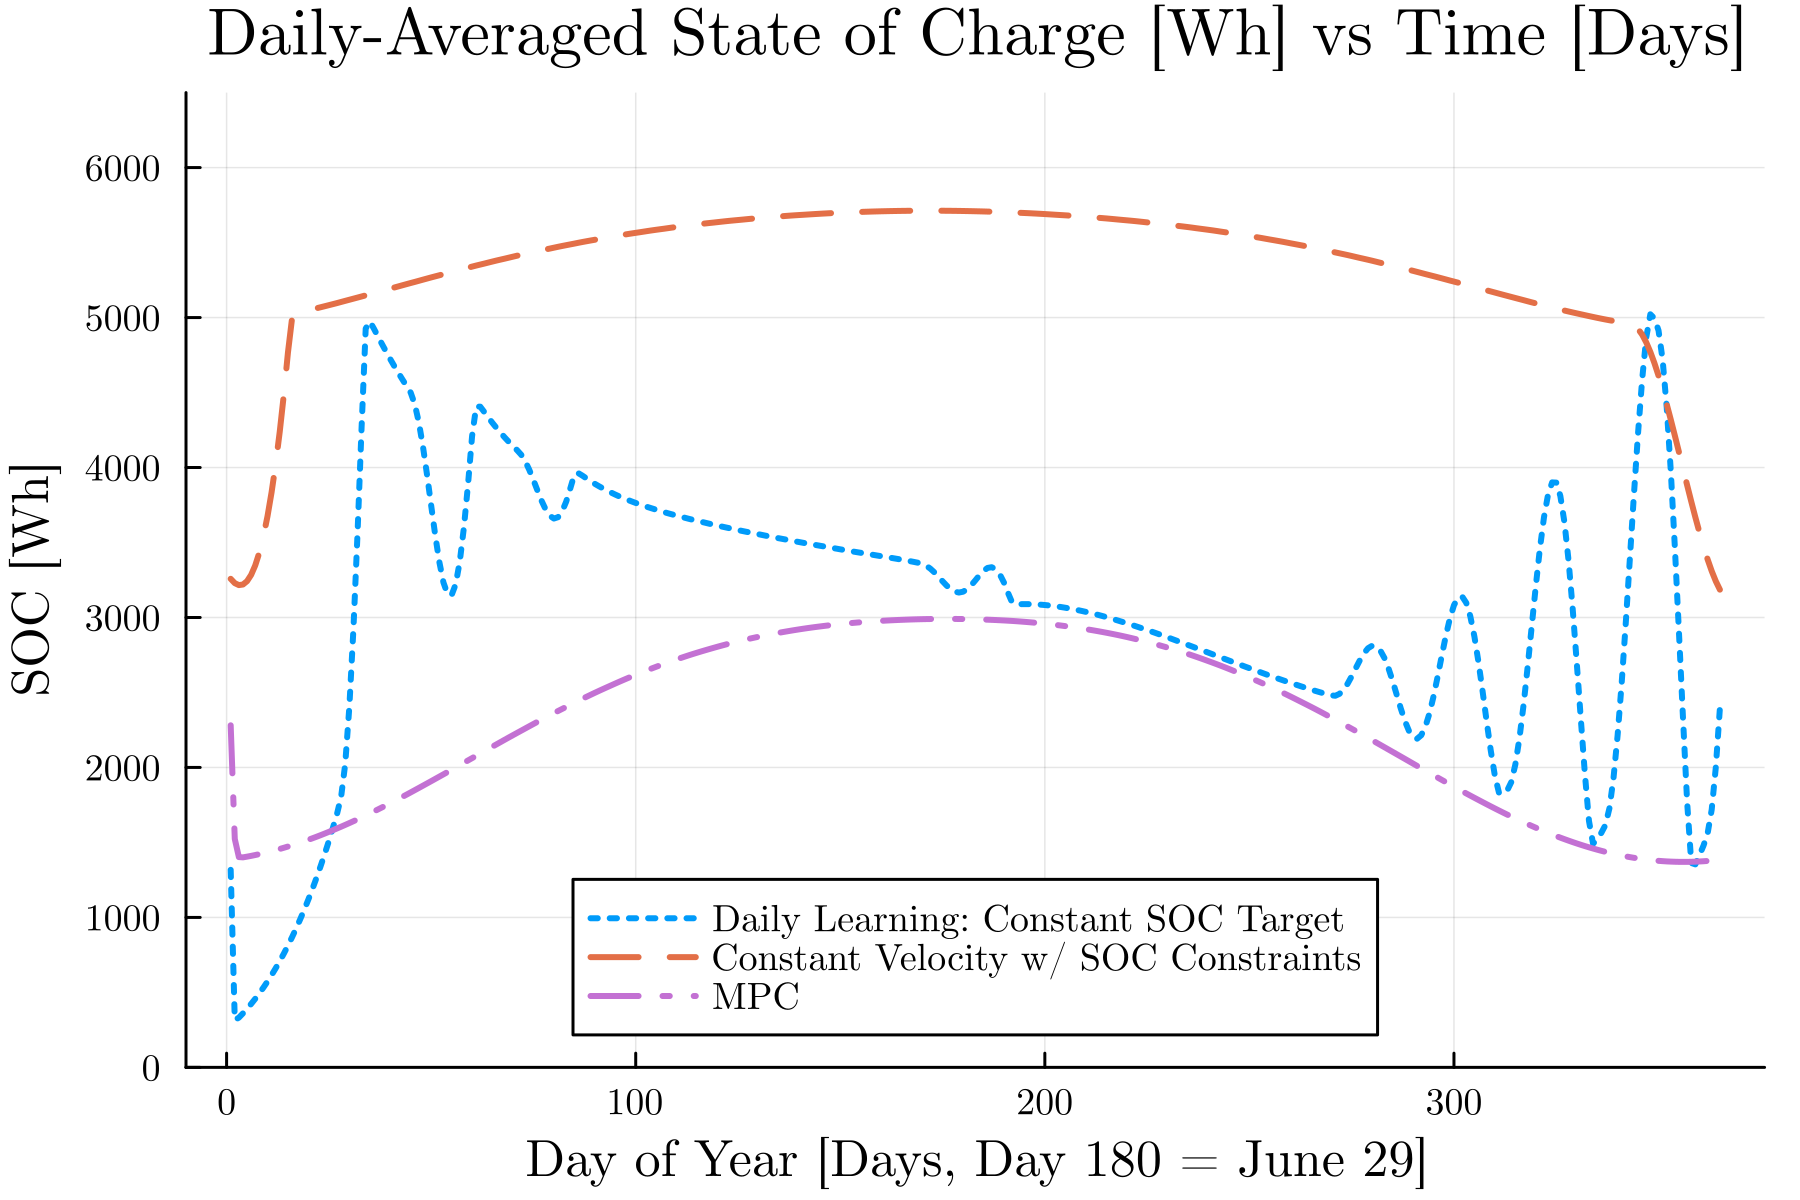 Daily-Averaged State of Charge [Wh] vs Time [Days]
6000
5000
4000
3000
2000
1000
0
SOC [Wh]
Daily Learning: Constant SOC Target
Constant Velocity w/ SOC Constraints
MPC
0 100 200 300
Day of Year [Days, Day 180 = June 29]